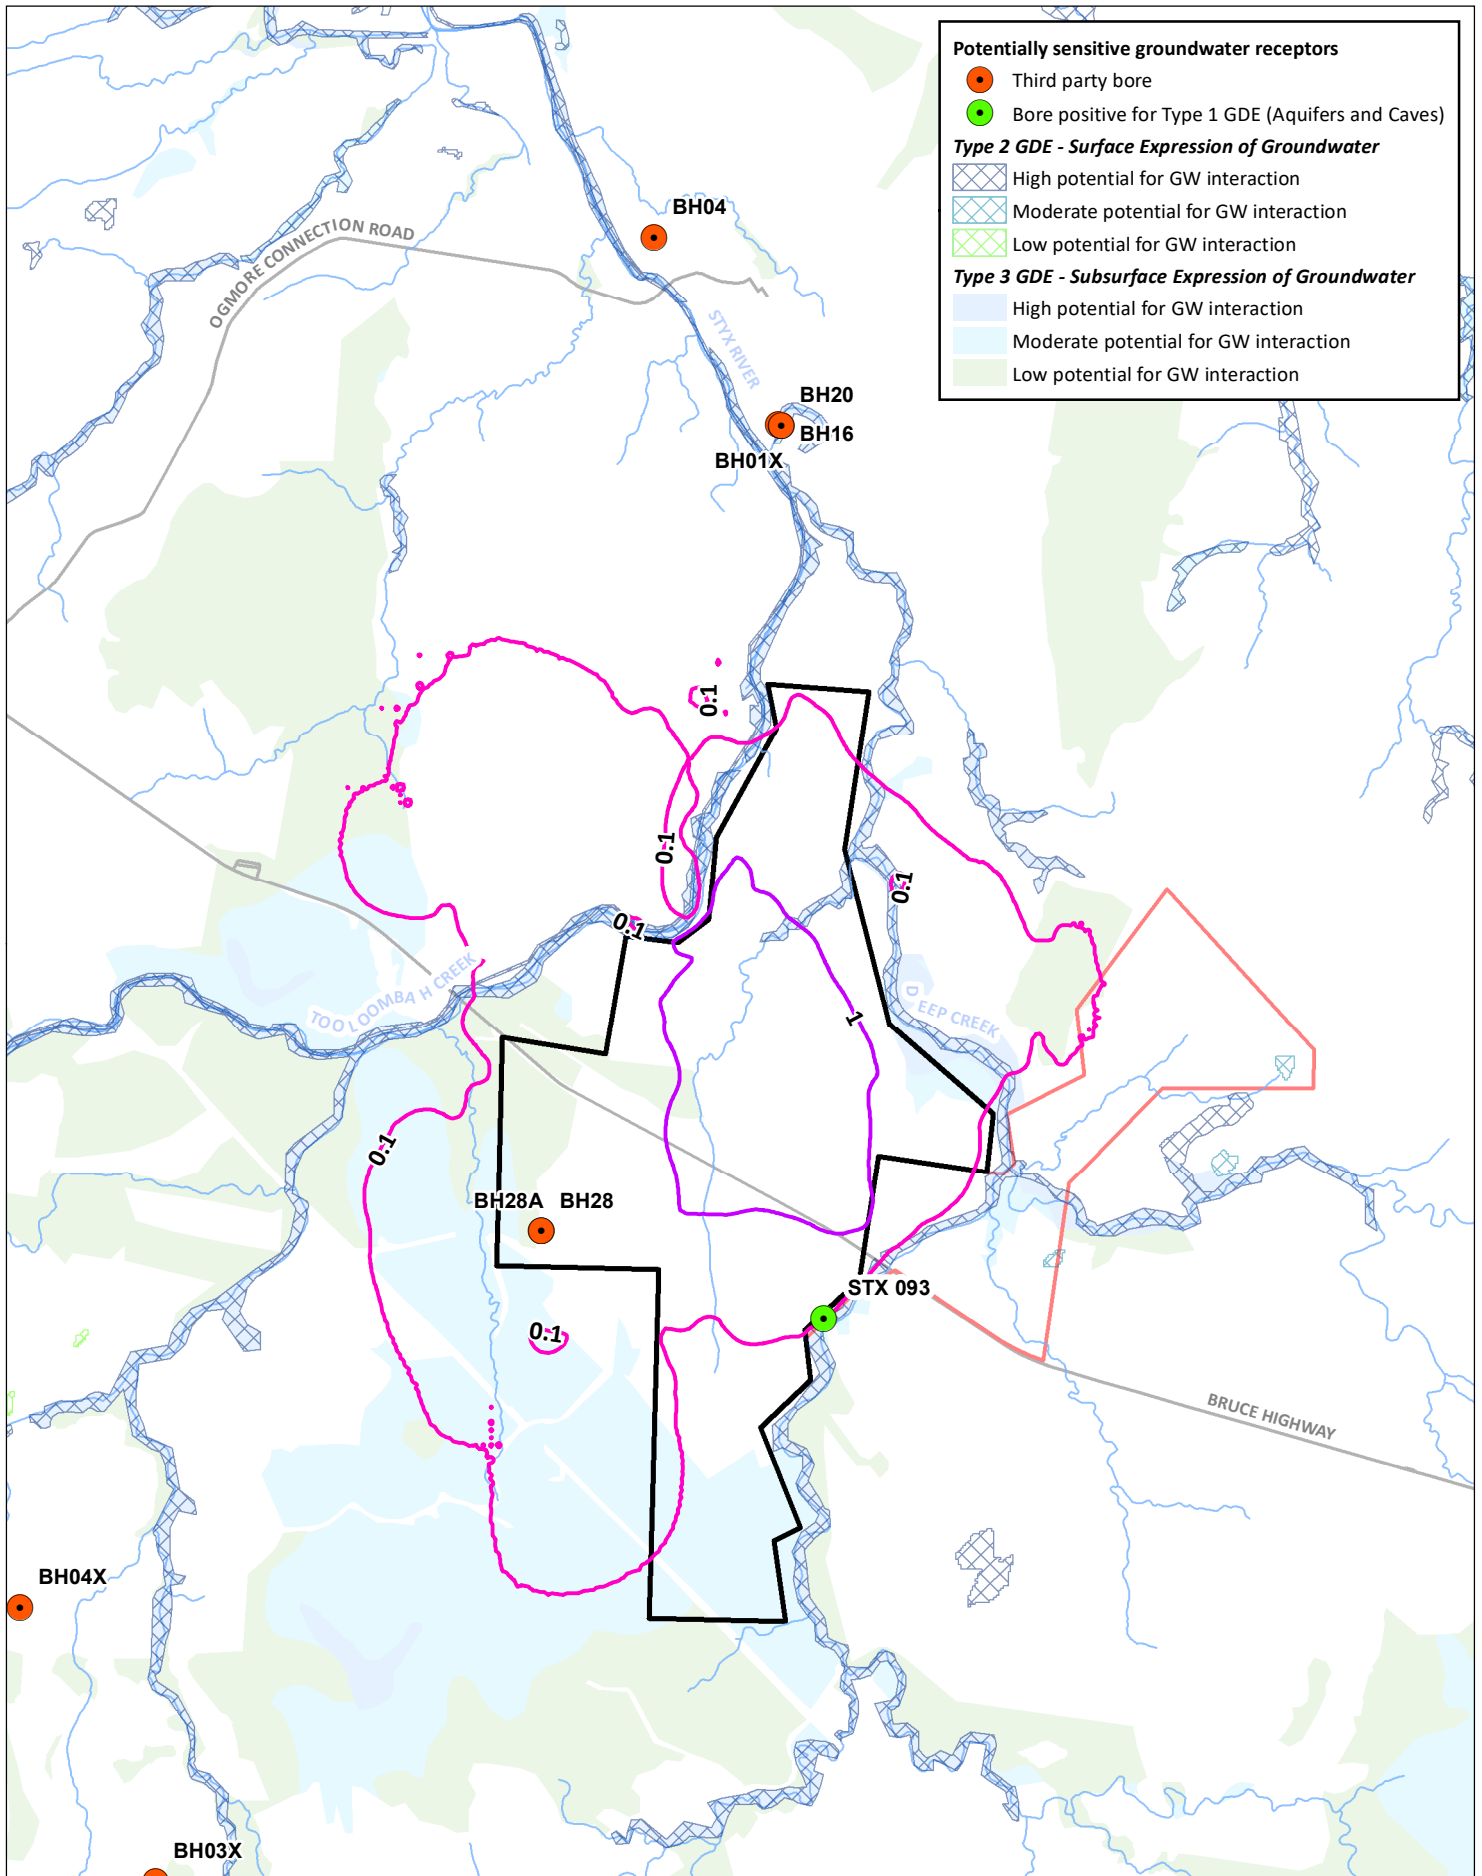 Potentially sensitive groundwater receptors
Third party bore
Bore positive for Type 1 GDE (Aquifers and Caves)
Type 2 GDE - Surface Expression of Groundwater
High potential for GW interaction
Moderate potential for GW interaction
Low potential for GW interaction
Type 3 GDE - Subsurface Expression of Groundwater
High potential for GW interaction
Moderate potential for GW interaction
Low potential for GW interaction
BH04
OGMORE CONNECTION ROAD
STYX RIVER
BH20
BH16
BH01X
0.1
0.1
0.1
0.1
TOOLOOMBAH CREEK
DEEP CREEK
1
0.1
BH28A BH28
STX 093
0.1
BRUCE HIGHWAY
BH04X
BH03X